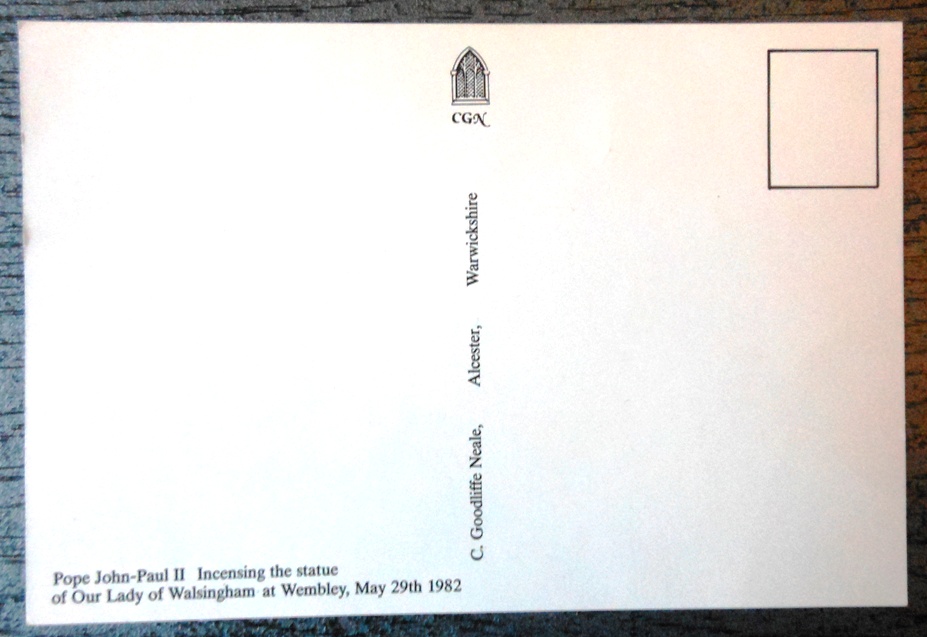 CGN
C. Goodliffe Neale, Alcester, Warwickshire
Pope John-Paul II Incensing the statue
of Our Lady of Walsingham at Wembley, May 29th 1982